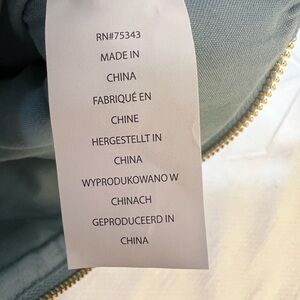 RN#75343
MADE IN
CHINA
FABRIQUÉ EN
CHINE
HERGESTELLT IN
CHINA
WYPRODUKOWANO W
CHINACH
GEPRODUCEERD IN
CHINA